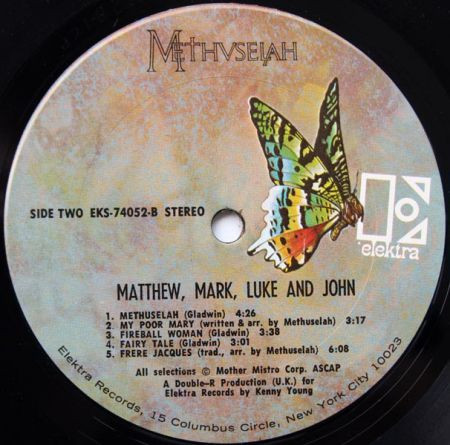 METHVSELAH
SIDE TWO EKS-74052-B STEREO
elektra
MATTHEW, MARK, LUKE AND JOHN
1. METHUSELAH (Gladwin) 4:26
2. MY POOR MARY (written & arr. by Methuselah) 3:17
3. FIREBALL WOMAN (Gladwin) 3:38
4. FAIRY TALE (Gladwin) 3:01
5. FRERE JACQUES (trad., arr. by Methuselah) 6:08
All selections © Mother Mistro Corp. ASCAP
A Double-R Production (U.K.) for
Elektra Records by Kenny Young
Elektra Records, 15 Columbus Circle, New York City 10023